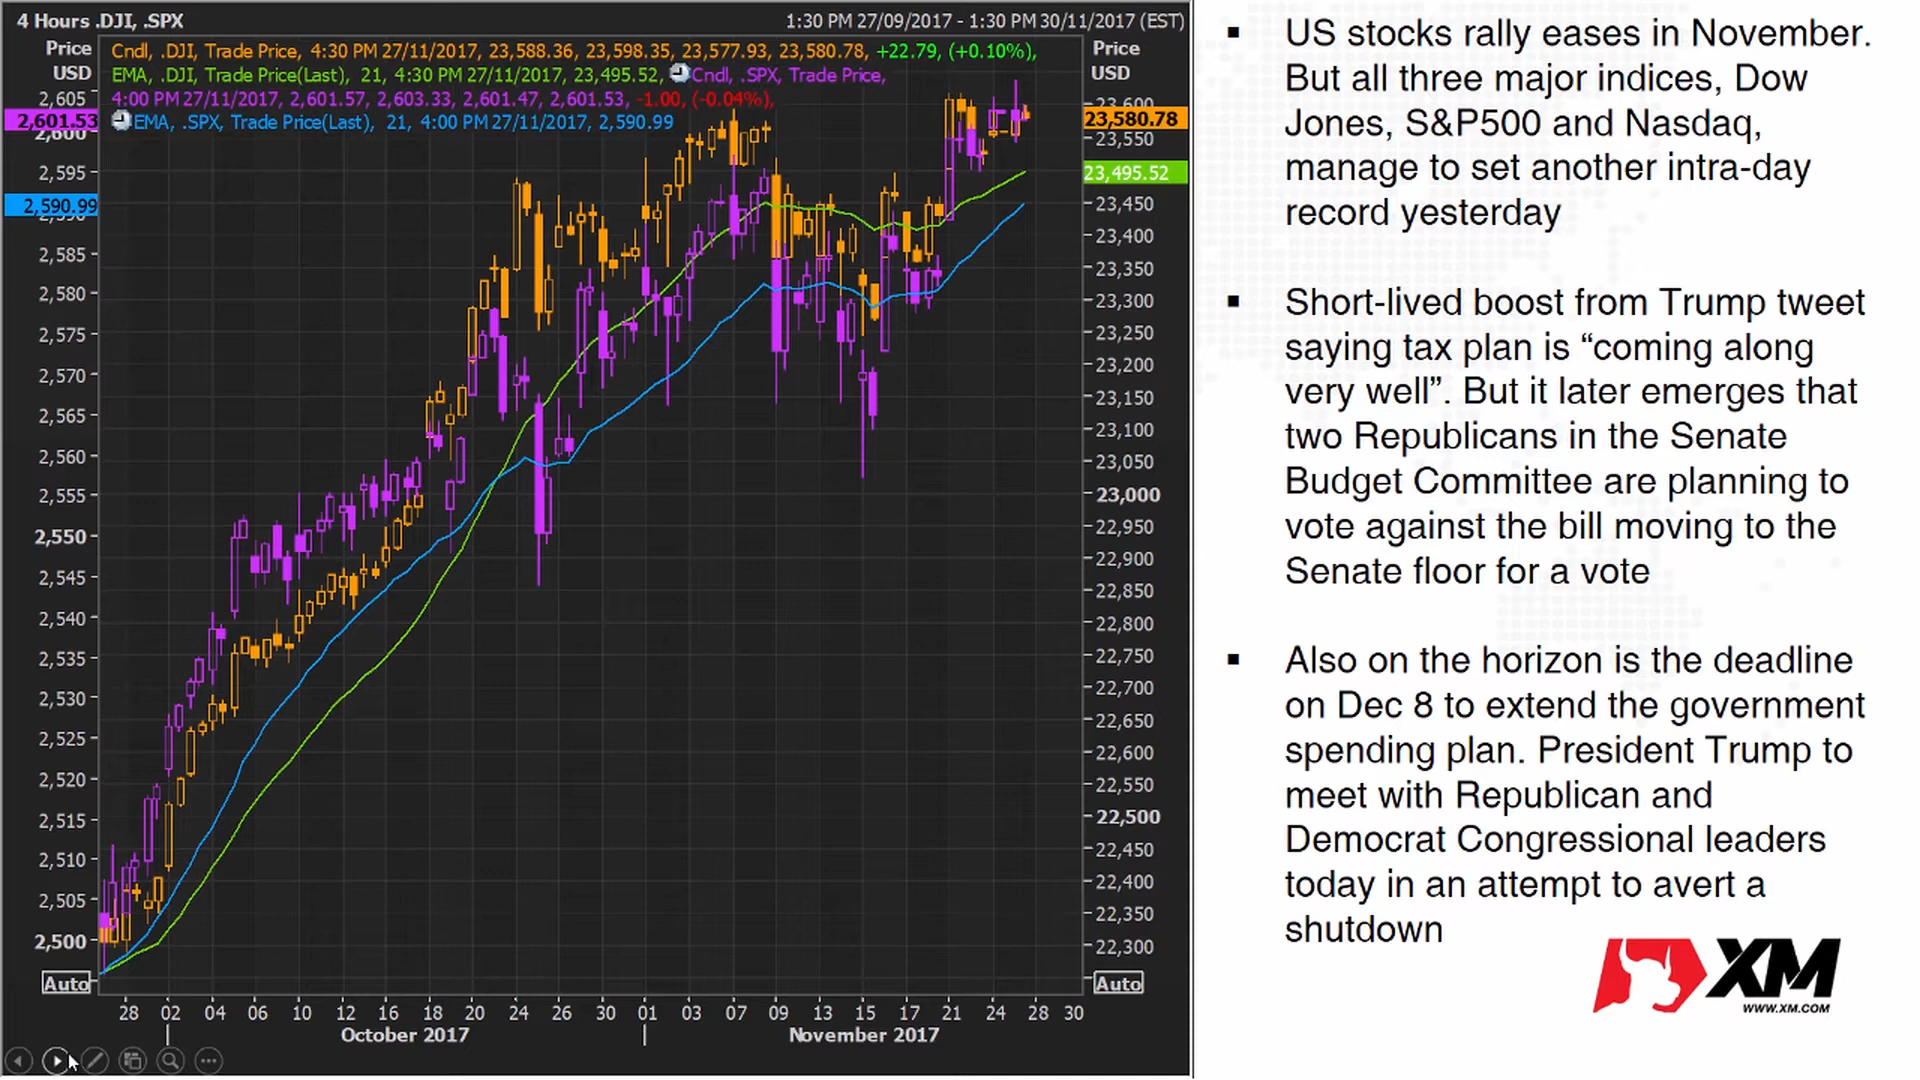 4 Hours .DJI, .SPX
1:30 PM 27/09/2017 - 1:30 PM 30/11/2017 (EST)
Price
USD
Cndl, .DJI, Trade Price, 4:30 PM 27/11/2017, 23,588.36, 23,598.35, 23,577.93, 23,580.78, +22.79, (+0.10%),
EMA, .DJI, Trade Price(Last), 21, 4:30 PM 27/11/2017, 23,495.52, Cndl, .SPX, Trade Price,
4:00 PM 27/11/2017, 2,601.57, 2,603.33, 2,601.47, 2,601.53, -1.00, (-0.04%),
EMA, .SPX, Trade Price(Last), 21, 4:00 PM 27/11/2017, 2,590.99
2,605
2,601.53
2,600
2,595
2,590.99
2,585
2,580
2,575
2,570
2,565
2,560
2,555
2,550
2,545
2,540
2,535
2,530
2,525
2,520
2,515
2,510
2,505
2,500
Auto
Price
USD
23,600
23,580.78
23,550
23,495.52
23,450
23,400
23,350
23,300
23,250
23,200
23,150
23,100
23,050
23,000
22,950
22,900
22,850
22,800
22,750
22,700
22,650
22,600
22,550
22,500
22,450
22,400
22,350
22,300
Auto
28 02 04 06 10 12 16 18 20 24 26 30 01 03 07 09 13 15 17 21 24 28 30
October 2017 November 2017
▪ US stocks rally eases in November.
But all three major indices, Dow
Jones, S&P500 and Nasdaq,
manage to set another intra-day
record yesterday
▪ Short-lived boost from Trump tweet
saying tax plan is “coming along
very well”. But it later emerges that
two Republicans in the Senate
Budget Committee are planning to
vote against the bill moving to the
Senate floor for a vote
▪ Also on the horizon is the deadline
on Dec 8 to extend the government
spending plan. President Trump to
meet with Republican and
Democrat Congressional leaders
today in an attempt to avert a
shutdown
XM
WWW.XM.COM